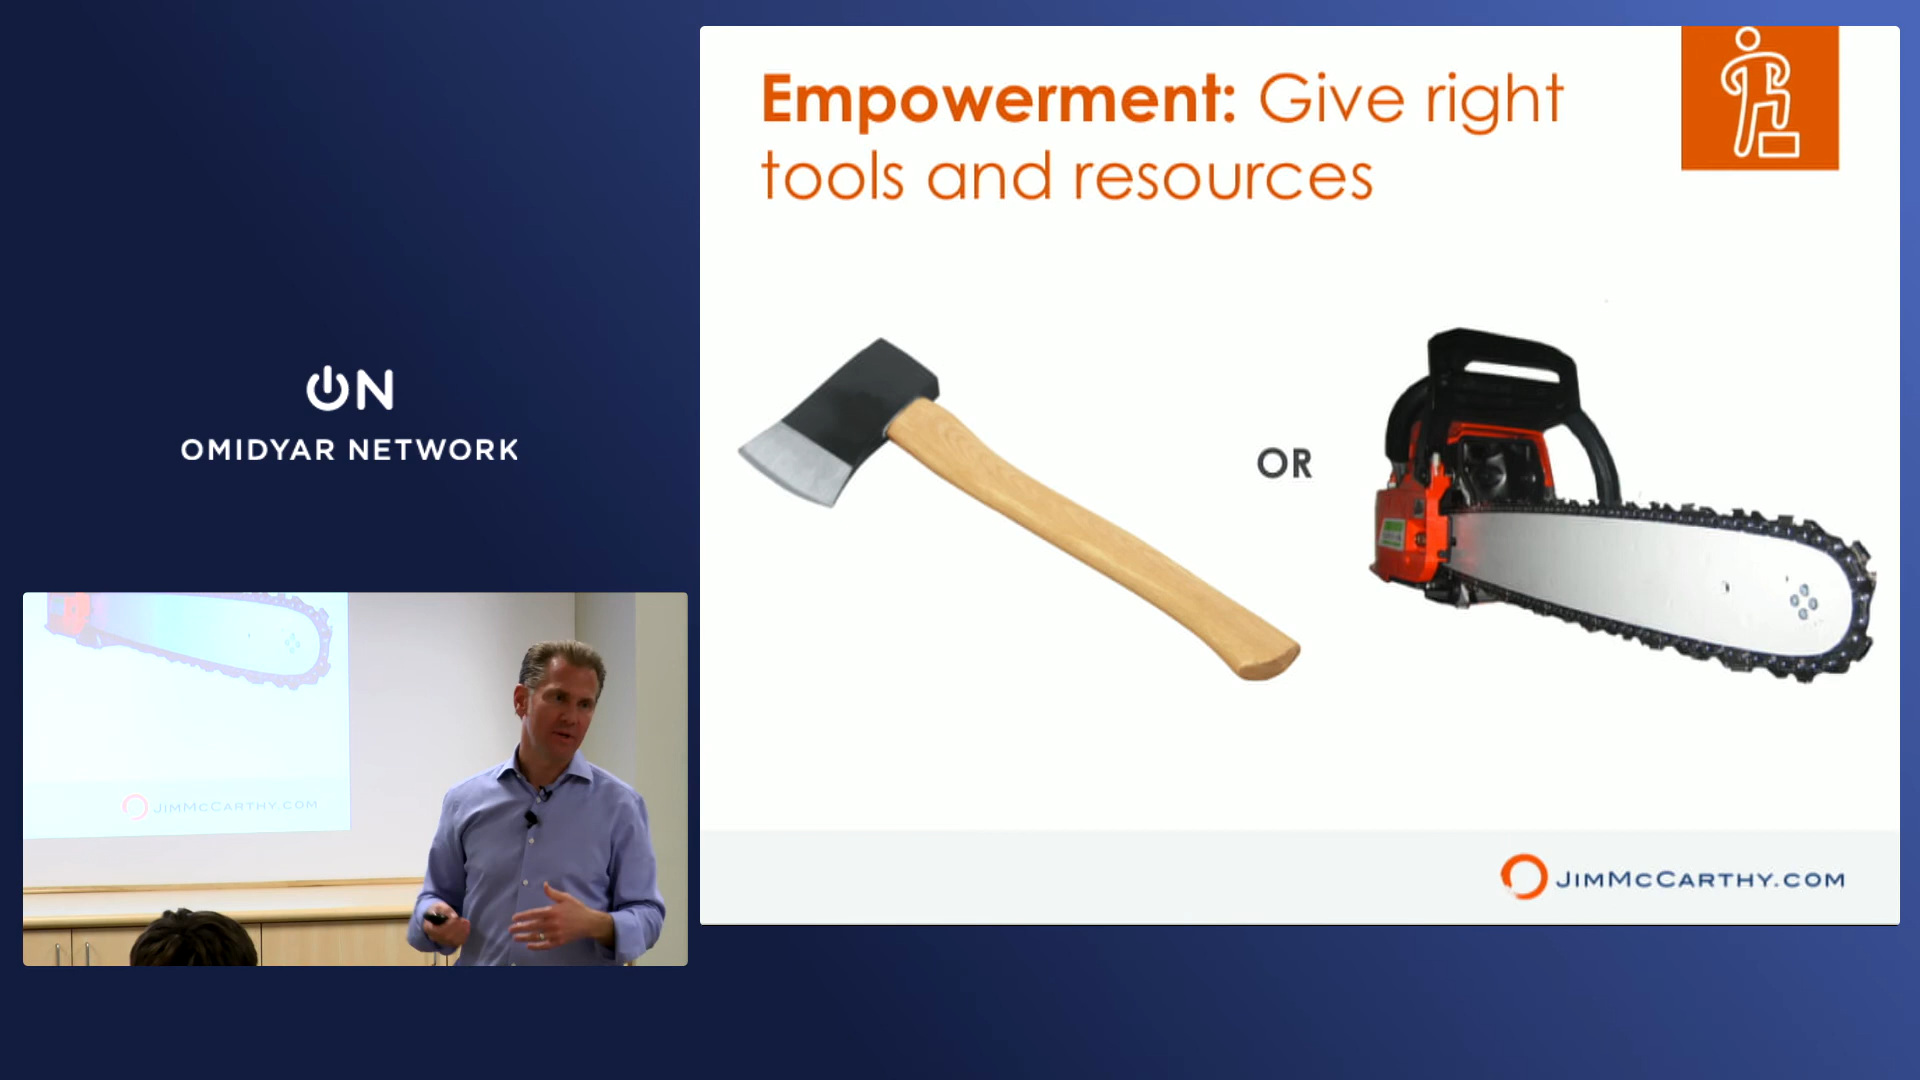 Empowerment: Give right
tools and resources
OR
JIMMCCARTHY.COM
ON
OMIDYAR NETWORK
JIMMCCARTHY.COM